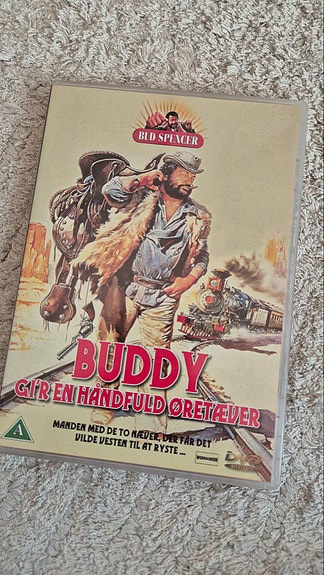 BUD SPENCER
BUDDY
GI'R EN HÅNDFULD ØRETÆVER
MANDEN MED DE TO NÆVER, DER FÅR DET
VILDE VESTEN TIL AT RYSTE ...
WIDESCREEN
A